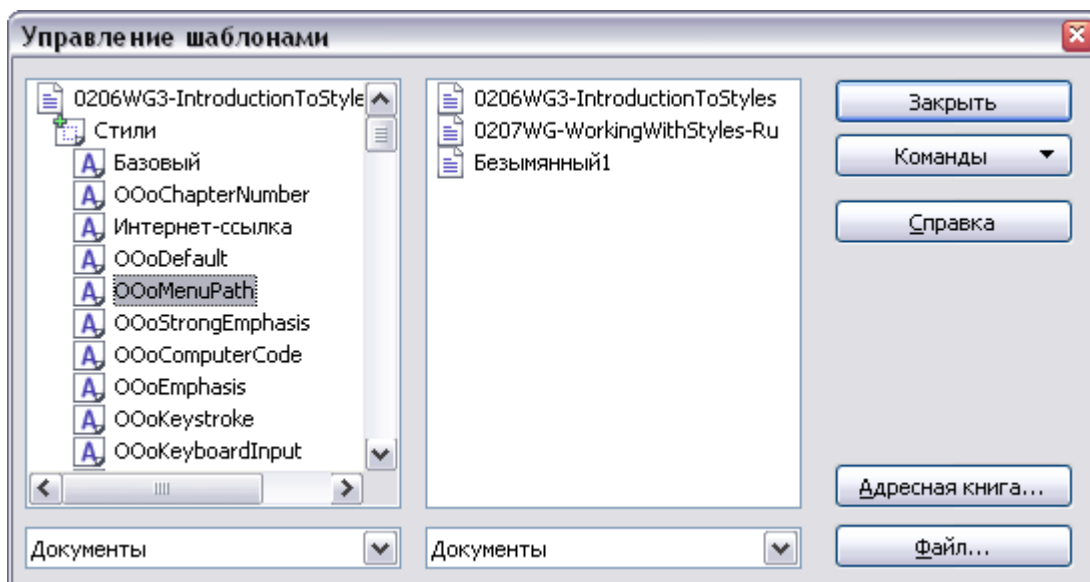 Управление шаблонами
0206WG3-IntroductionToStyle
Стили
Базовый
OOoChapterNumber
Интернет-ссылка
OOoDefault
OOoMenuPath
OOoStrongEmphasis
OOoComputerCode
OOoEmphasis
OOoKeystroke
OOoKeyboardInput
Документы
0206WG3-IntroductionToStyles
0207WG-WorkingWithStyles-Ru
Безымянный1
Документы
Закрыть
Команды
Справка
Адресная книга...
Файл...